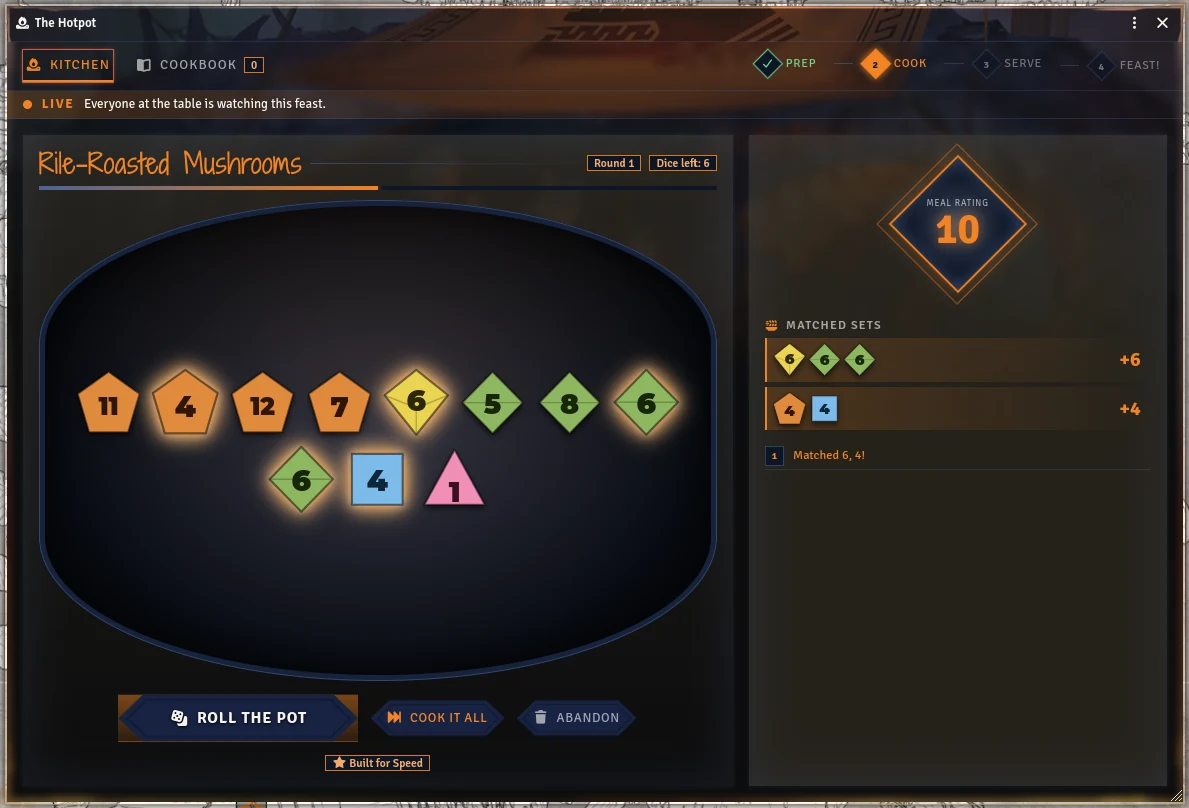 The Hotpot
KITCHEN
COOKBOOK 0
PREP
2 COOK
3 SERVE
4 FEAST!
LIVE Everyone at the table is watching this feast.
Rile-Roasted Mushrooms
Round 1
Dice left: 6
11 4 12 7 6 5 8 6
6 4 1
ROLL THE POT
COOK IT ALL
ABANDON
Built for Speed
MEAL RATING
10
MATCHED SETS
6 6 6 +6
4 4 +4
1 Matched 6, 4!